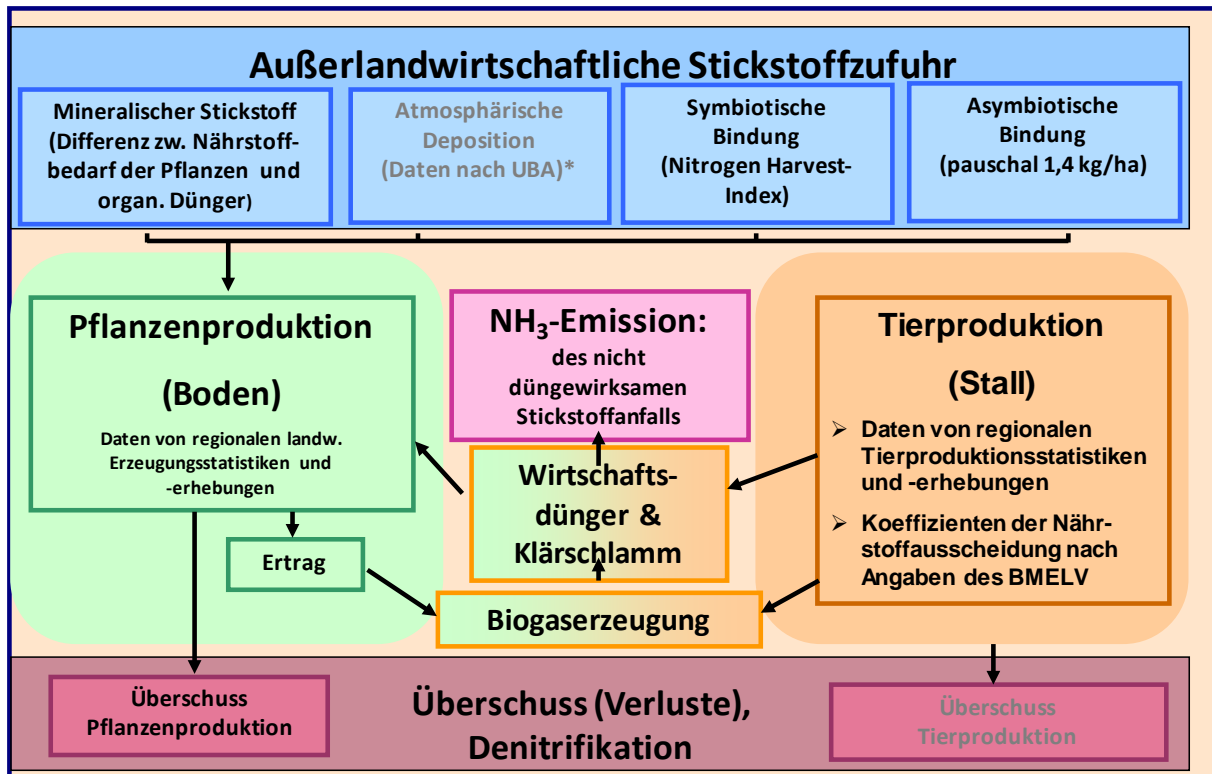 Außerlandwirtschaftliche Stickstoffzufuhr
Mineralischer Stickstoff
(Differenz zw. Nährstoff-
bedarf der Pflanzen und
organ. Dünger)
Atmosphärische
Deposition
(Daten nach UBA)*
Symbiotische
Bindung
(Nitrogen Harvest-
Index)
Asymbiotische
Bindung
(pauschal 1,4 kg/ha)
Pflanzenproduktion
(Boden)
Daten von regionalen landw.
Erzeugungsstatistiken und
-erhebungen
Ertrag
NH₃-Emission:
des nicht
düngewirksamen
Stickstoffanfalls
Wirtschafts-
dünger &
Klärschlamm
Biogaserzeugung
Tierproduktion
(Stall)
➢ Daten von regionalen
Tierproduktionsstatistiken
und -erhebungen
➢ Koeffizienten der Nähr-
stoffausscheidung nach
Angaben des BMELV
Überschuss
Pflanzenproduktion
Überschuss (Verluste),
Denitrifikation
Überschuss
Tierproduktion